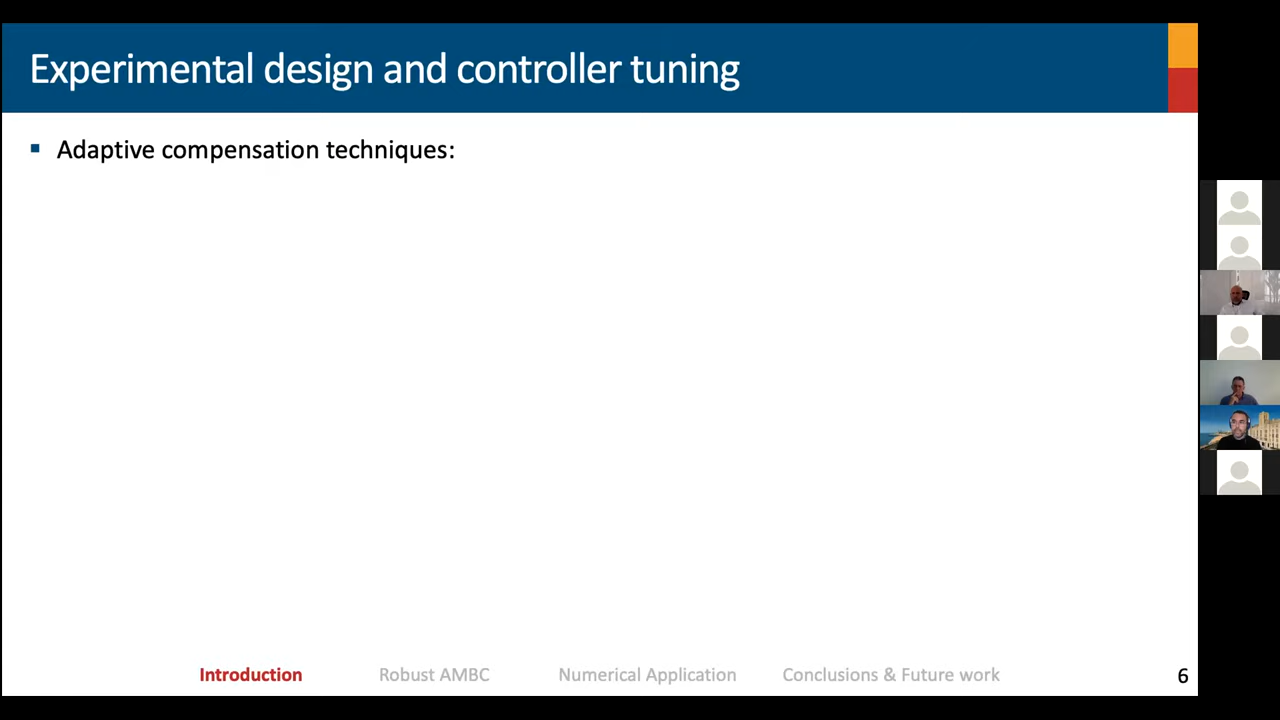 Experimental design and controller tuning
Adaptive compensation techniques:
Introduction Robust AMBC Numerical Application Conclusions & Future work 6